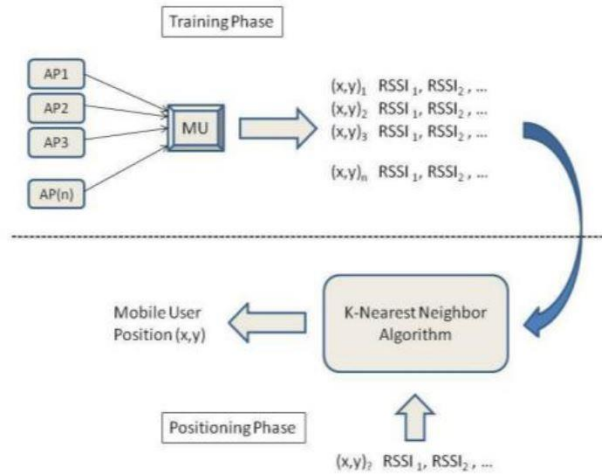 Training Phase
AP1
AP2
AP3
AP(n)
MU
(x,y)₁ RSSI ₁, RSSI₂ , ...
(x,y)₂ RSSI ₁, RSSI₂ , ...
(x,y)₃ RSSI ₁, RSSI₂ , ...
(x,y)ₙ RSSI ₁, RSSI₂ , ...
Mobile User
Position (x,y)
K-Nearest Neighbor
Algorithm
Positioning Phase
(x,y)? RSSI ₁, RSSI₂ , ...